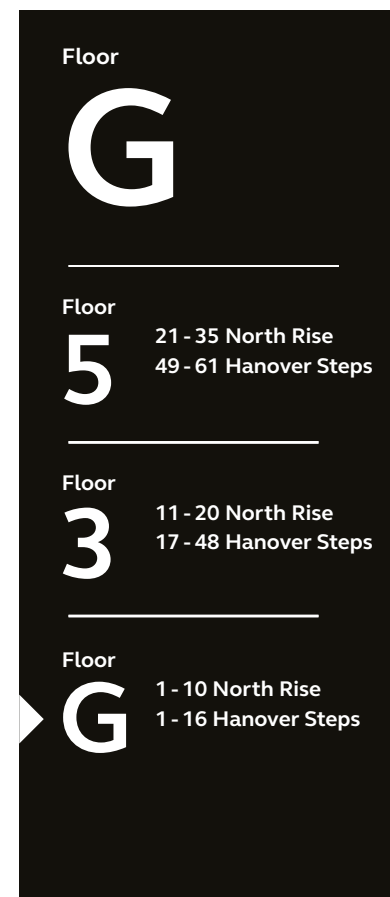 Floor
G
Floor
5
21 - 35 North Rise
49 - 61 Hanover Steps
Floor
3
11 - 20 North Rise
17 - 48 Hanover Steps
Floor
G
1 - 10 North Rise
1 - 16 Hanover Steps